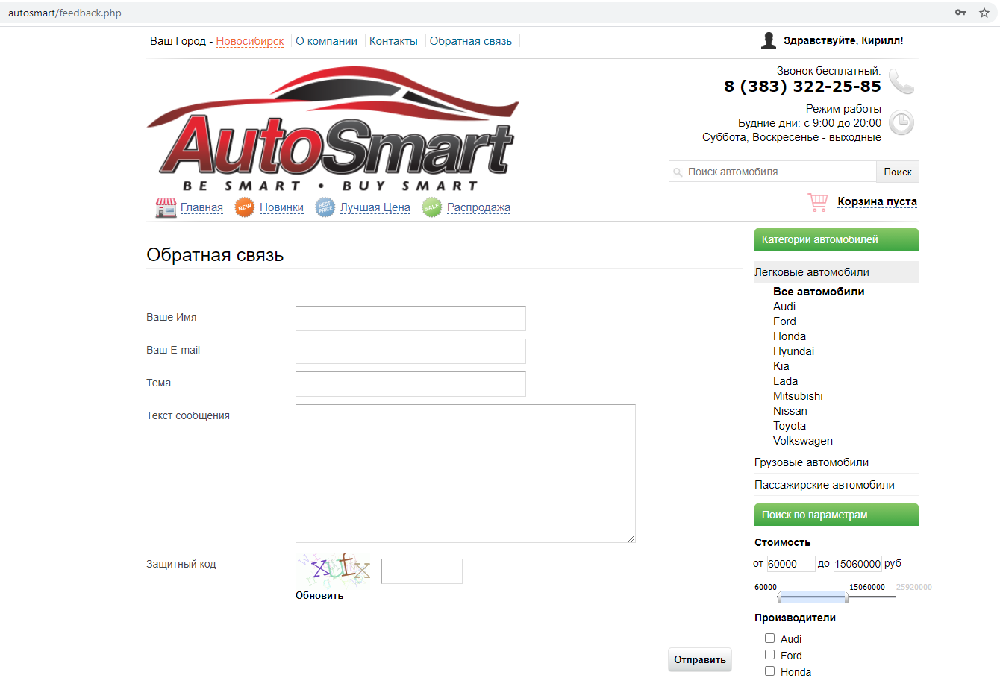 autosmart/feedback.php
Ваш Город - Новосибирск О компании Контакты Обратная связь
Здравствуйте, Кирилл!
AutoSmart
BE SMART • BUY SMART
Звонок бесплатный.
8 (383) 322-25-85
Режим работы
Будние дни: с 9:00 до 20:00
Суббота, Воскресенье - выходные
Поиск автомобиля Поиск
Главная NEW Новинки BEST PRICE Лучшая Цена SALE Распродажа
Корзина пуста
Обратная связь
Ваше Имя
Ваш E-mail
Тема
Текст сообщения
Защитный код
xufx
Обновить
Отправить
Категории автомобилей
Легковые автомобили
Все автомобили
Audi
Ford
Honda
Hyundai
Kia
Lada
Mitsubishi
Nissan
Toyota
Volkswagen
Грузовые автомобили
Пассажирские автомобили
Поиск по параметрам
Стоимость
от 60000 до 15060000 руб
60000 15060000 25920000
Производители
Audi
Ford
Honda